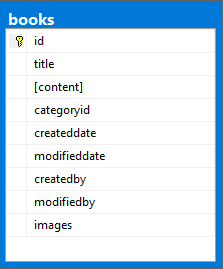 books
id
title
[content]
categoryid
createddate
modifieddate
createdby
modifiedby
images